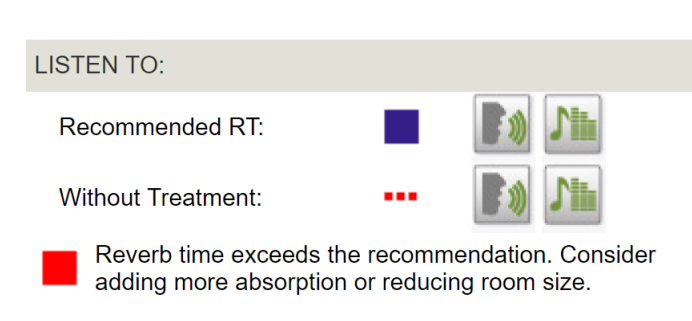 LISTEN TO:
Recommended RT:
Without Treatment:
Reverb time exceeds the recommendation. Consider
adding more absorption or reducing room size.